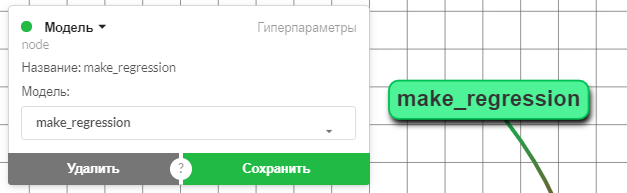 Модель
Гиперпараметры
node
Название: make_regression
Модель:
make_regression
Удалить
?
Сохранить
make_regression